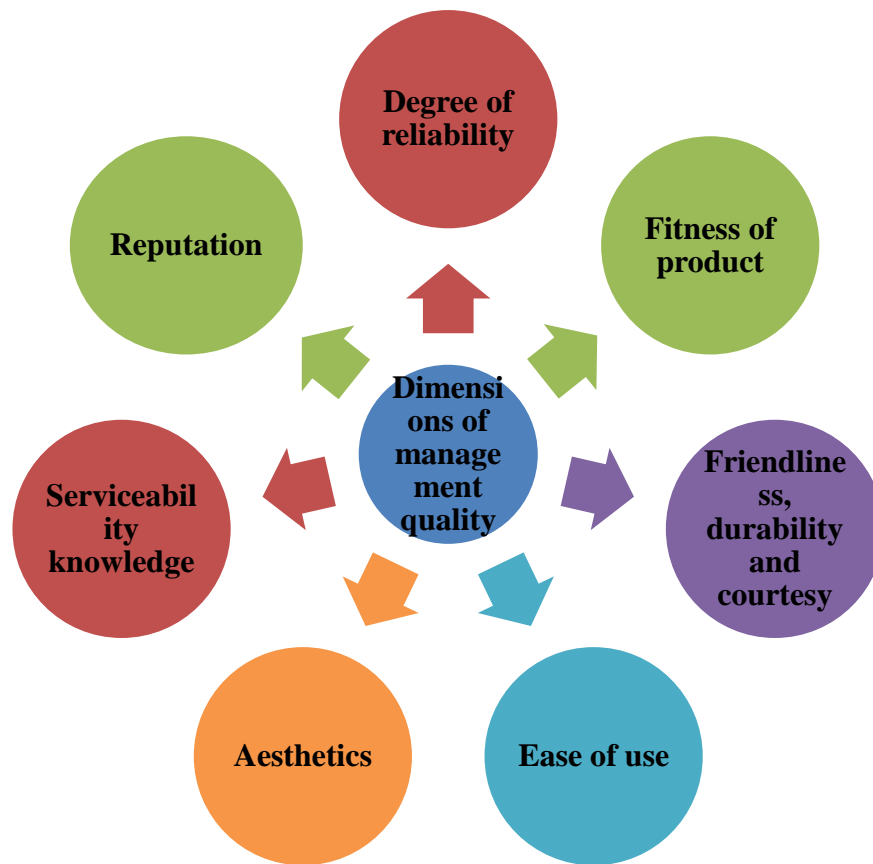 Degree of
reliability
Reputation
Fitness of
product
Dimensi
ons of
manage
ment
quality
Serviceabil
ity
knowledge
Friendline
ss,
durability
and
courtesy
Aesthetics
Ease of use